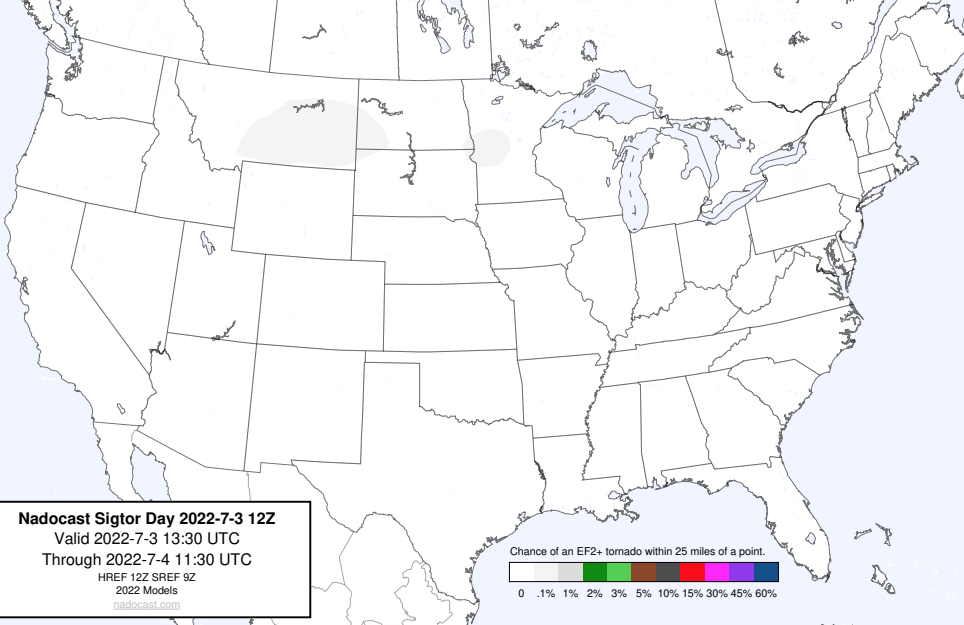 Nadocast Sigtor Day 2022-7-3 12Z
Valid 2022-7-3 13:30 UTC
Through 2022-7-4 11:30 UTC
HREF 12Z SREF 9Z
2022 Models
nadocast.com
Chance of an EF2+ tornado within 25 miles of a point.
0 .1% 1% 2% 3% 5% 10% 15% 30% 45% 60%